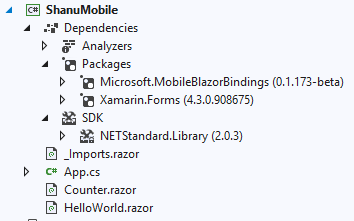 ShanuMobile
Dependencies
Analyzers
Packages
Microsoft.MobileBlazorBindings (0.1.173-beta)
Xamarin.Forms (4.3.0.908675)
SDK
NETStandard.Library (2.0.3)
_Imports.razor
App.cs
Counter.razor
HelloWorld.razor